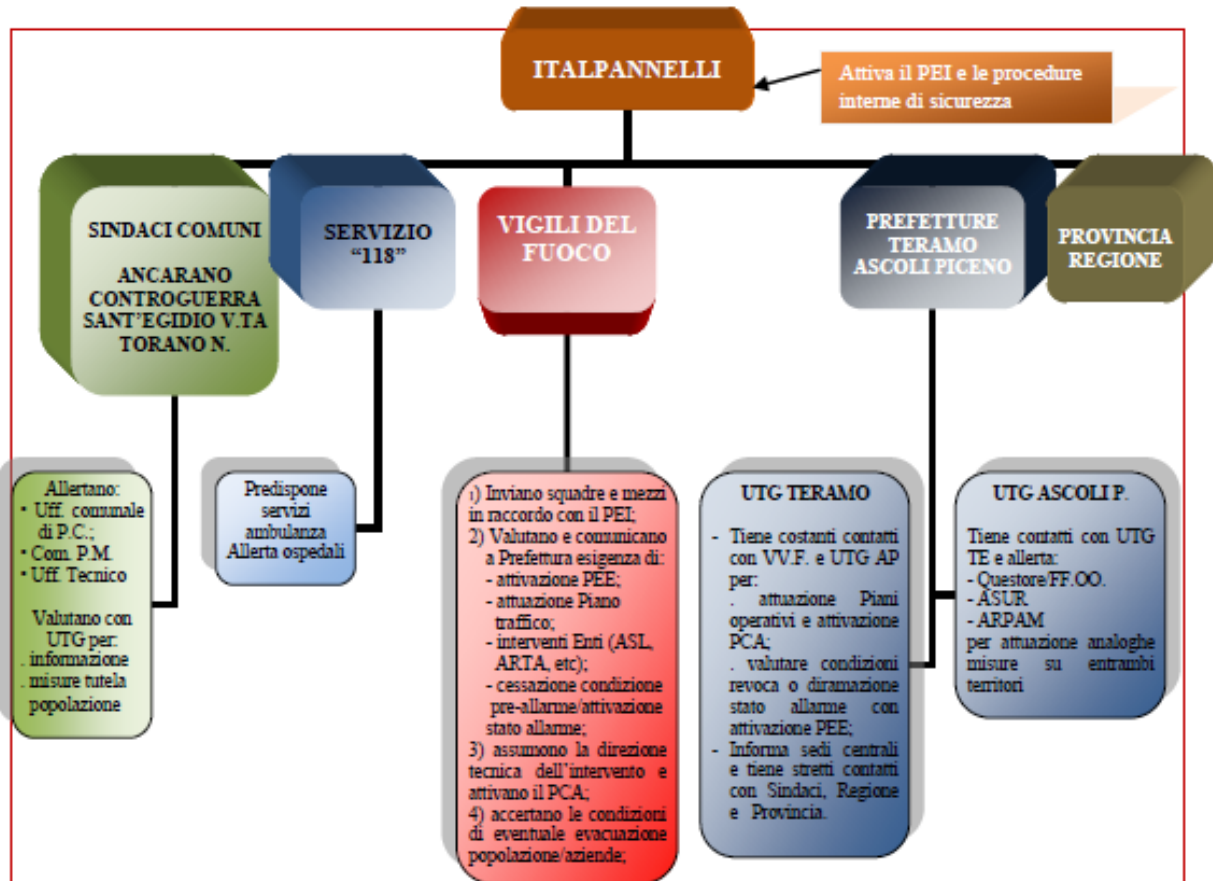 ITALPANNELLI
Attiva il PEI e le procedure
interne di sicurezza
SINDACI COMUNI
ANCARANO
CONTROGUERRA
SANT'EGIDIO V.TA
TORANO N.
SERVIZIO
“118”
VIGILI DEL
FUOCO
PREFETTURE
TERAMO
ASCOLI PICENO
PROVINCIA
REGIONE
Allertano:
• Uff. comunale
di P.C.;
• Com. P.M.
• Uff. Tecnico
Valutano con
UTG per:
. informazione
. misure tutela
popolazione
Predispone
servizi
ambulanza
Allerta ospedali
1) Inviano squadre e mezzi
in raccordo con il PEI;
2) Valutano e comunicano
a Prefettura esigenza di:
- attivazione PEE;
- attuazione Piano
traffico;
- interventi Enti (ASL,
ARTA, etc);
- cessazione condizione
pre-allarme/attivazione
stato allarme;
3) assumono la direzione
tecnica dell'intervento e
attivano il PCA;
4) accertano le condizioni
di eventuale evacuazione
popolazione/aziende;
UTG TERAMO
- Tiene costanti contatti
con VV.F. e UTG AP
per:
. attuazione Piani
operativi e attivazione
PCA;
. valutare condizioni
revoca o diramazione
stato allarme con
attivazione PEE;
- Informa sedi centrali
e tiene stretti contatti
con Sindaci, Regione
e Provincia.
UTG ASCOLI P.
Tiene contatti con UTG
TE e allerta:
- Questore/FF.OO.
- ASUR
- ARPAM
per attuazione analoghe
misure su entrambi
territori